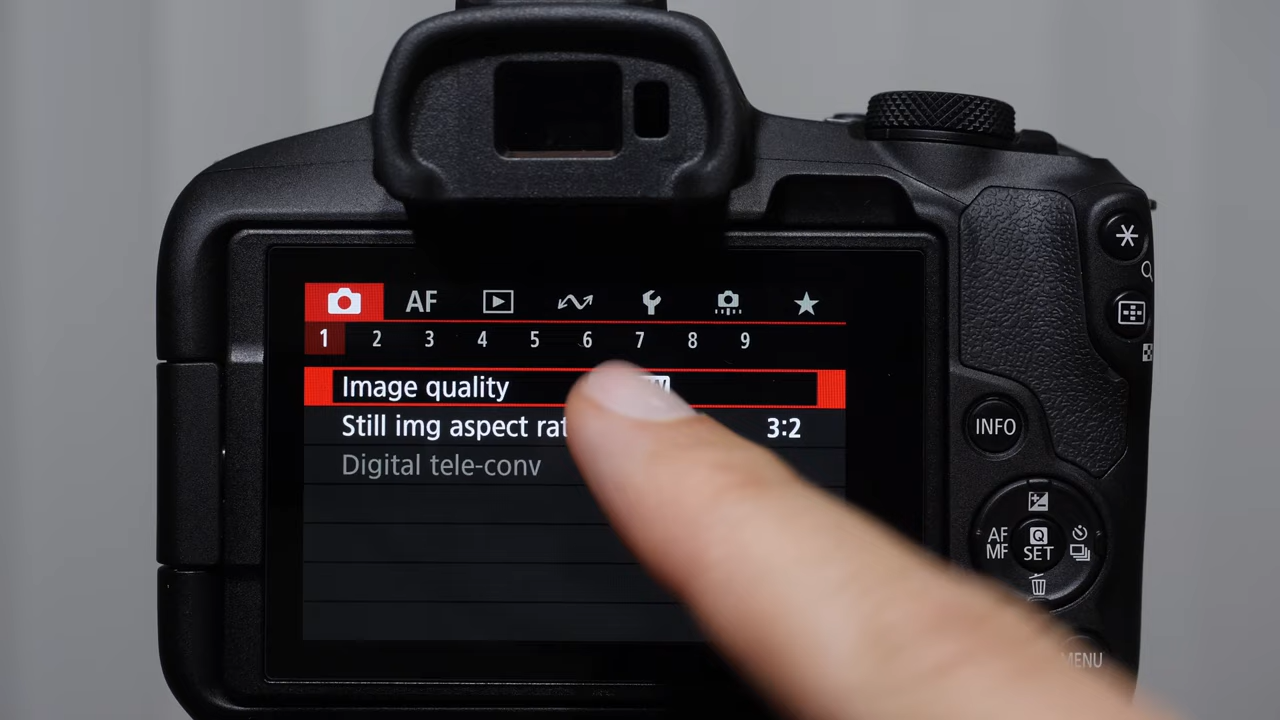 AF
1 2 3 4 5 6 7 8 9
Image quality
Still img aspect 3:2
Digital tele-conv
INFO
AF
MF
Q
SET
MENU